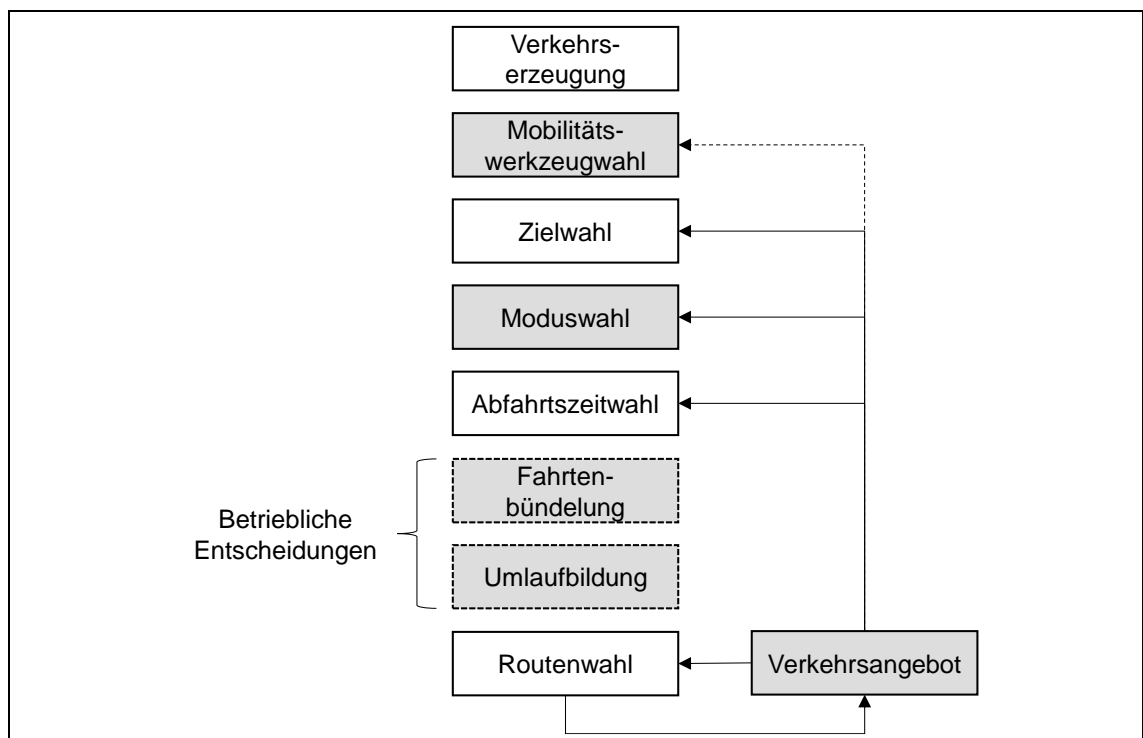 Verkehrs-
erzeugung
Mobilitäts-
werkzeugwahl
Zielwahl
Moduswahl
Abfahrtszeitwahl
Fahrten-
bündelung
Betriebliche
Entscheidungen
Umlaufbildung
Routenwahl
Verkehrsangebot